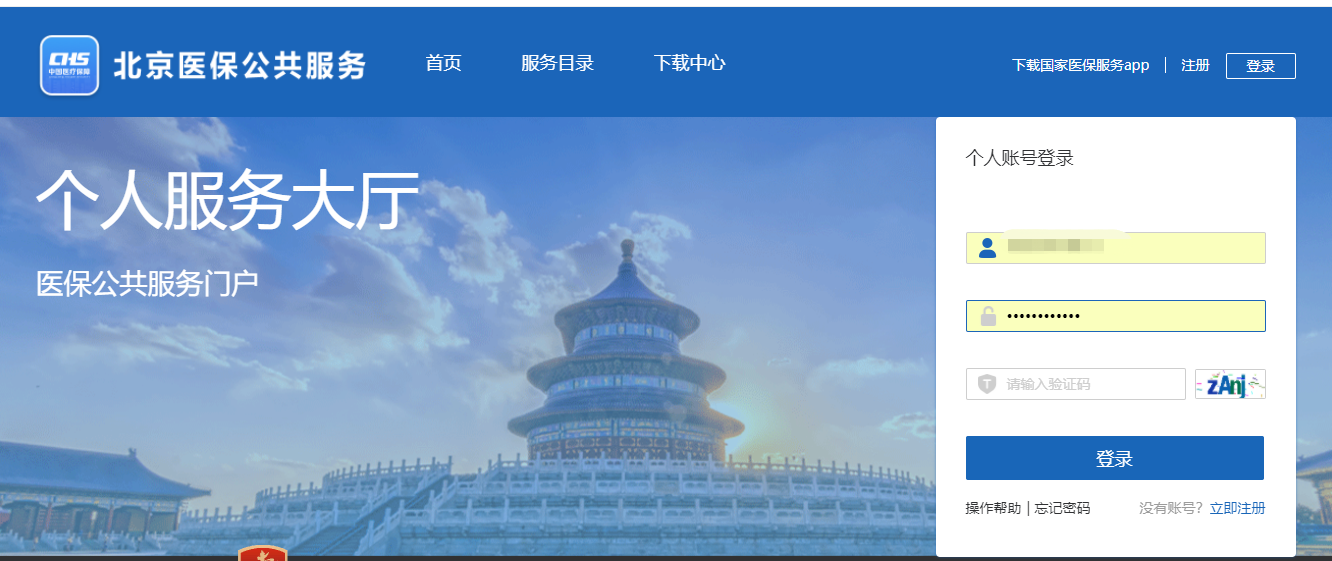 CHS
中国医疗保障
北京医保公共服务
首页
服务目录
下载中心
下载国家医保服务app
注册
登录
个人服务大厅
医保公共服务门户
个人账号登录
••••••••••••
请输入验证码
zAnj
登录
操作帮助 | 忘记密码
没有账号? 立即注册